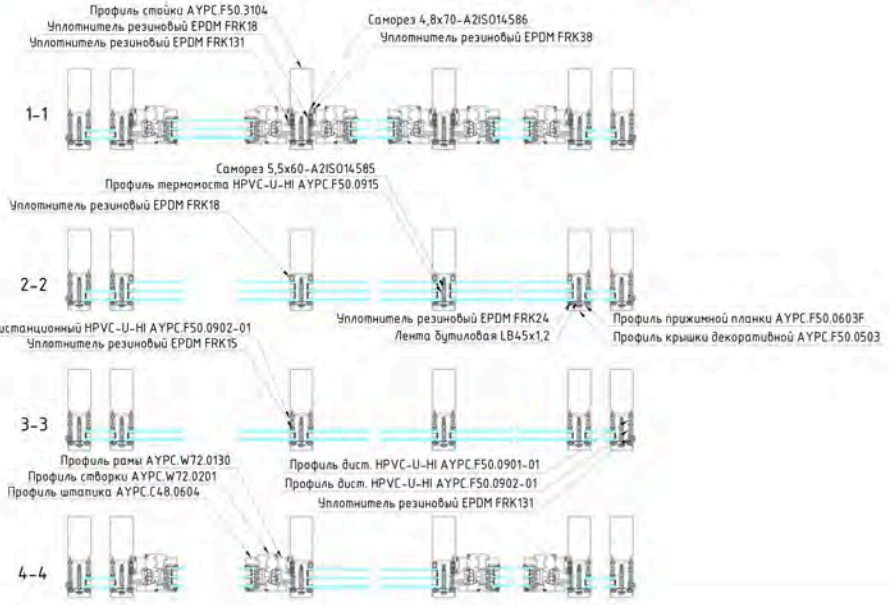 Профиль стойки AYPC.F50.3104
Уплотнитель резиновый EPDM FRK18
Уплотнитель резиновый EPDM FRK131
Саморез 4,8x70-A2ISO14586
Уплотнитель резиновый EPDM FRK38
1-1
Саморез 5,5x60-A2ISO14585
Профиль термомоста HPVC-U-HI AYPC.F50.0915
Уплотнитель резиновый EPDM FRK18
2-2
Уплотнитель резиновый EPDM FRK24
Лента бутиловая LB45x1,2
Профиль прижимной планки AYPC.F50.0603F
Профиль крышки декоративной AYPC.F50.0503
истанционный HPVC-U-HI AYPC.F50.0902-01
Уплотнитель резиновый EPDM FRK15
3-3
Профиль рамы AYPC.W72.0130
Профиль створки AYPC.W72.0201
Профиль штапика AYPC.C48.0604
Профиль дист. HPVC-U-HI AYPC.F50.0901-01
Профиль дист. HPVC-U-HI AYPC.F50.0902-01
Уплотнитель резиновый EPDM FRK131
4-4